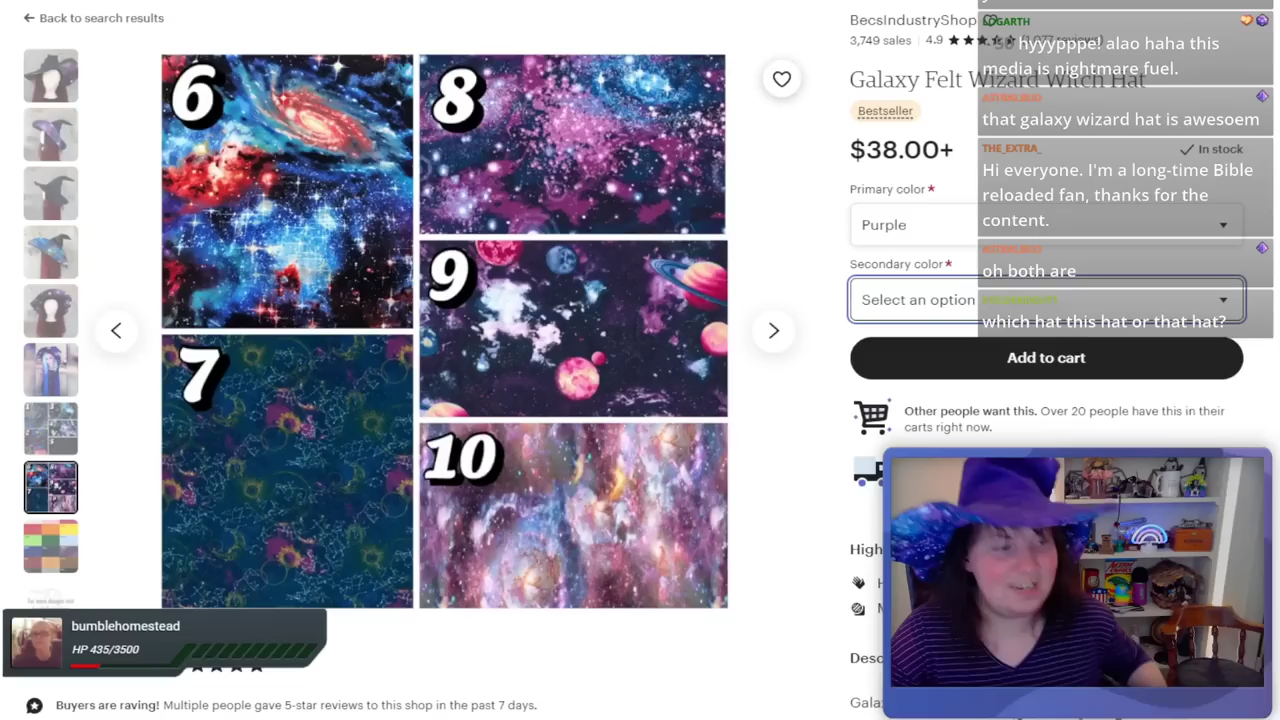 Back to search results
6
8
9
7
10
BecsIndustryShop
3,749 sales
4.9
Galaxy Felt Wizard Witch Hat
Bestseller
$38.00+
In stock
Primary color *
Purple
Secondary color *
Select an option
Add to cart
Other people want this. Over 20 people have this in their
carts right now.
High
H
M
Desc
Gala
EDGARTH
so hyyypppe! alao haha this
media is nightmare fuel.
that galaxy wizard hat is awesoem
THE_EXTRA_
Hi everyone. I'm a long-time Bible
reloaded fan, thanks for the
content.
oh both are
which hat this hat or that hat?
bumblehomestead
HP 435/3500
Buyers are raving! Multiple people gave 5-star reviews to this shop in the past 7 days.